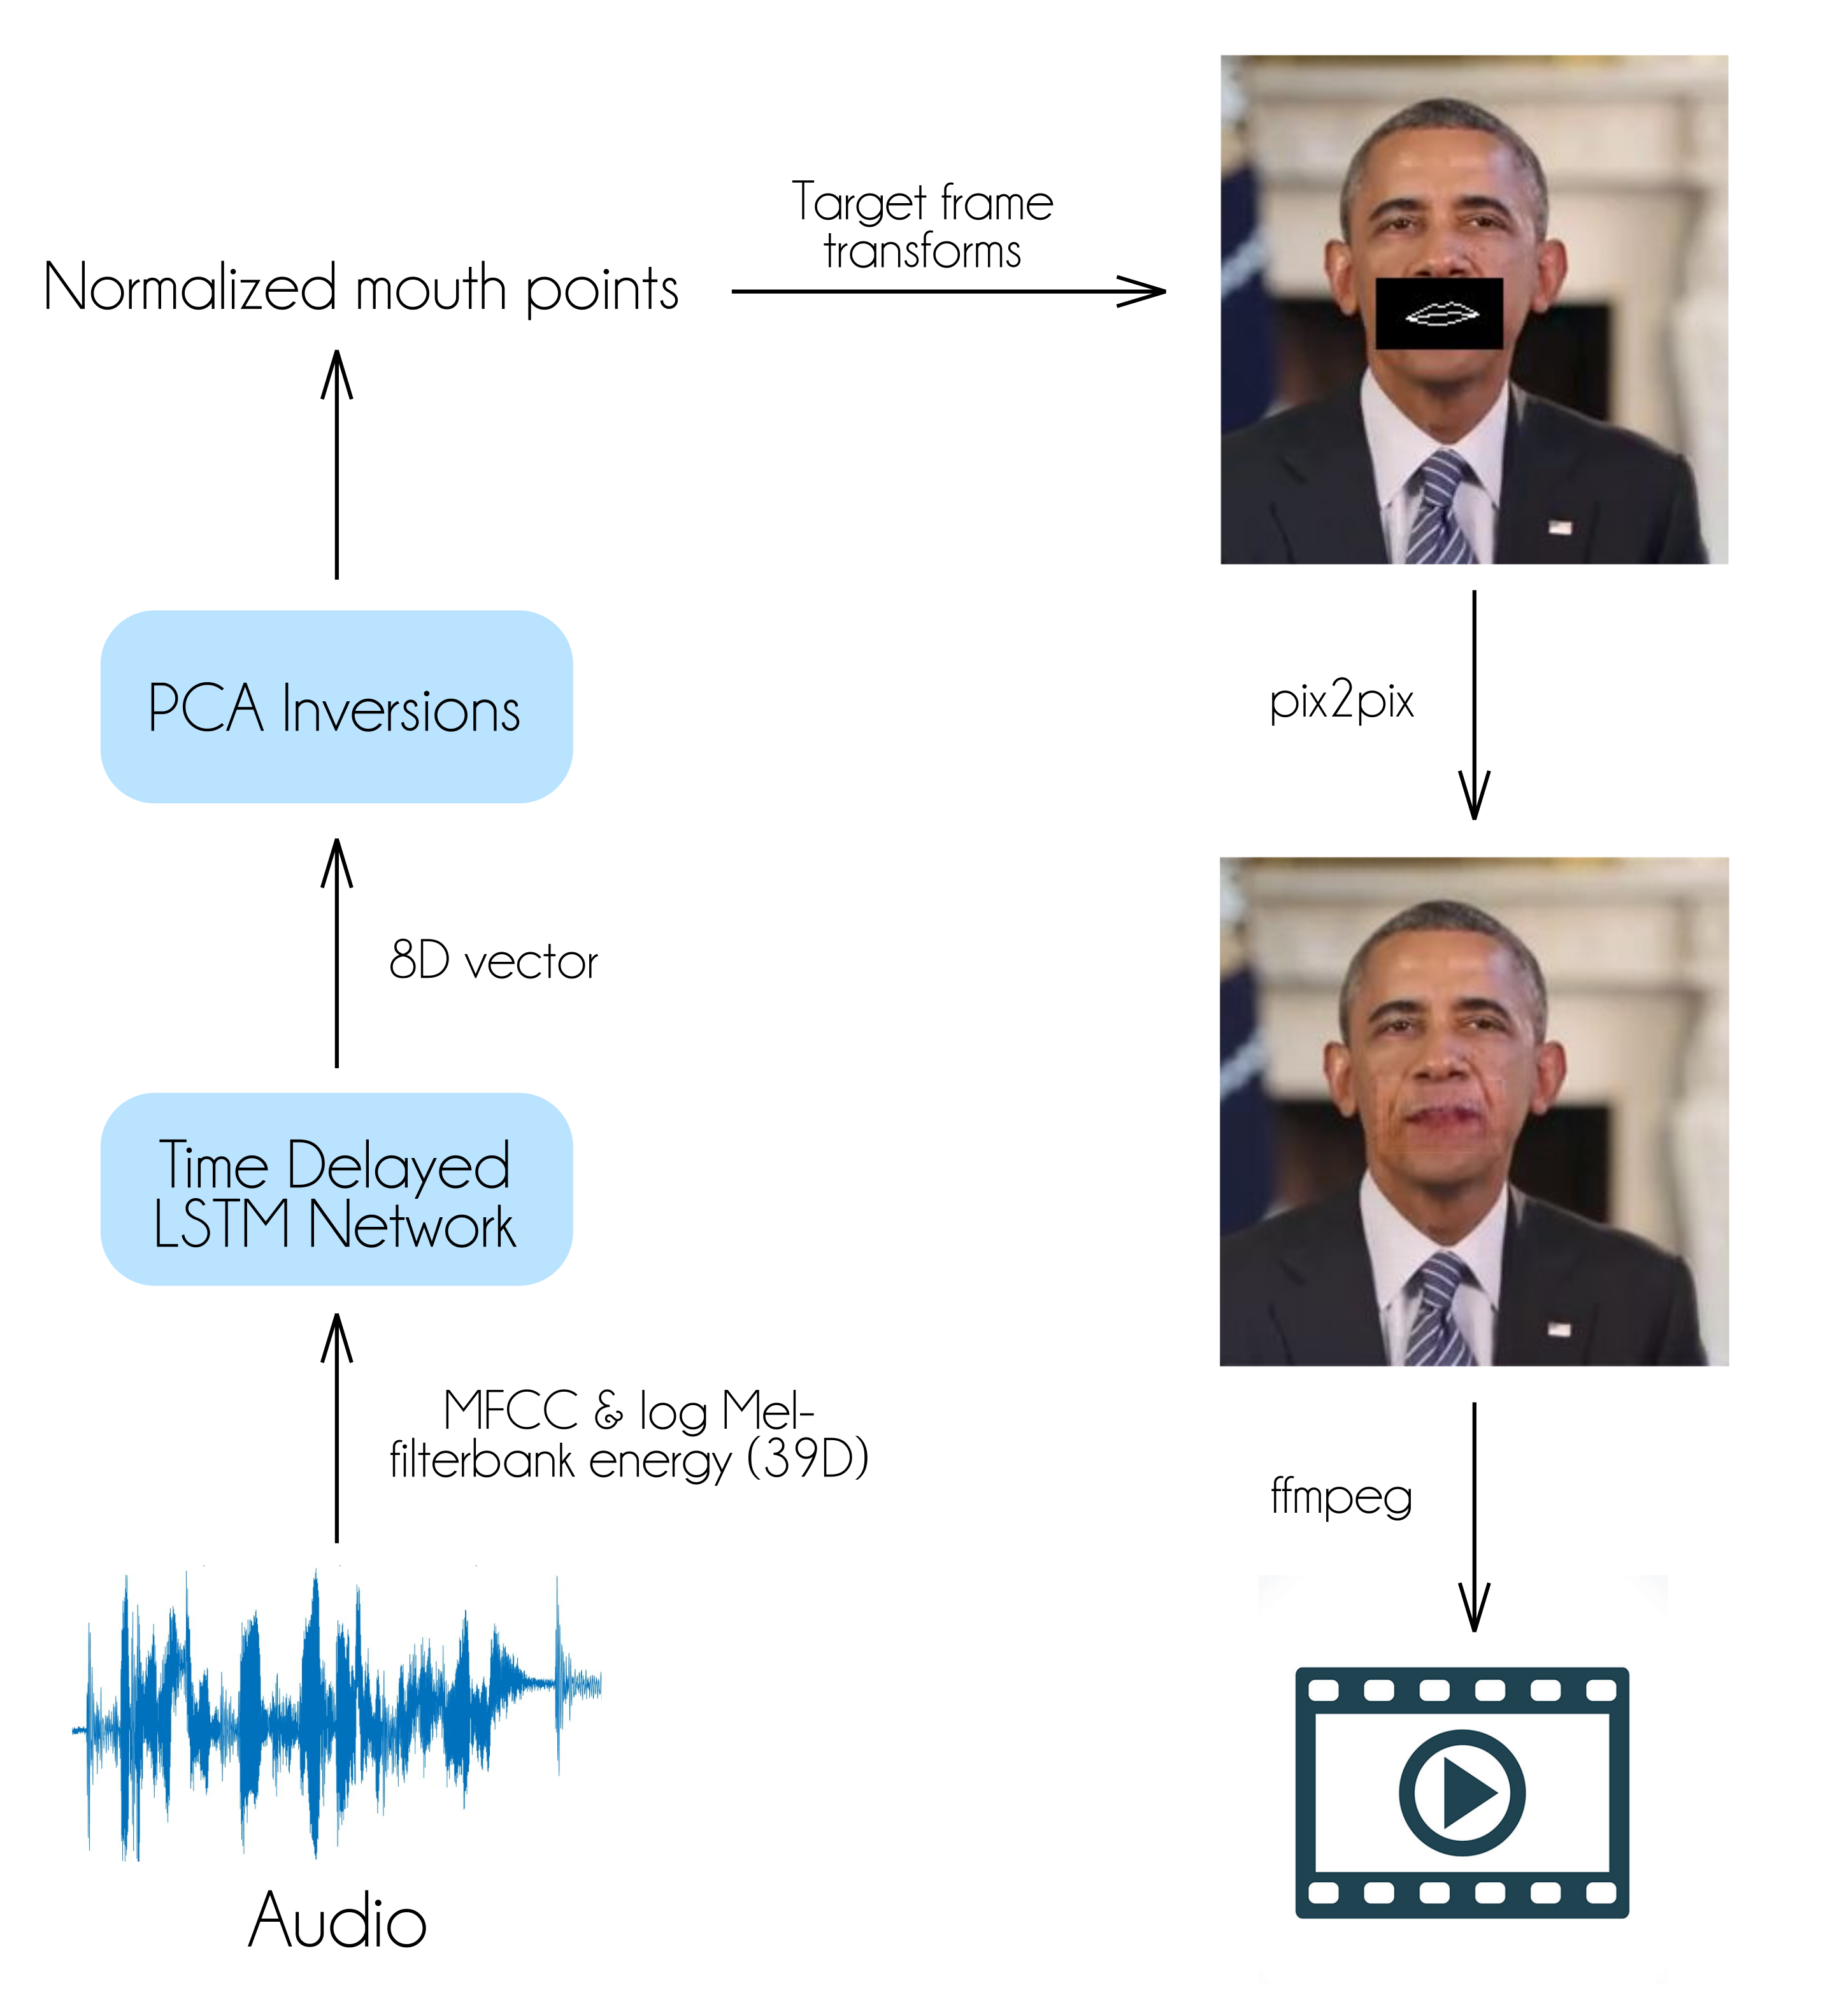 Target frame
transforms
Normalized mouth points
PCA Inversions
pix2pix
8D vector
Time Delayed
LSTM Network
MFCC & log Mel-
filterbank energy (39D)
ffmpeg
Audio